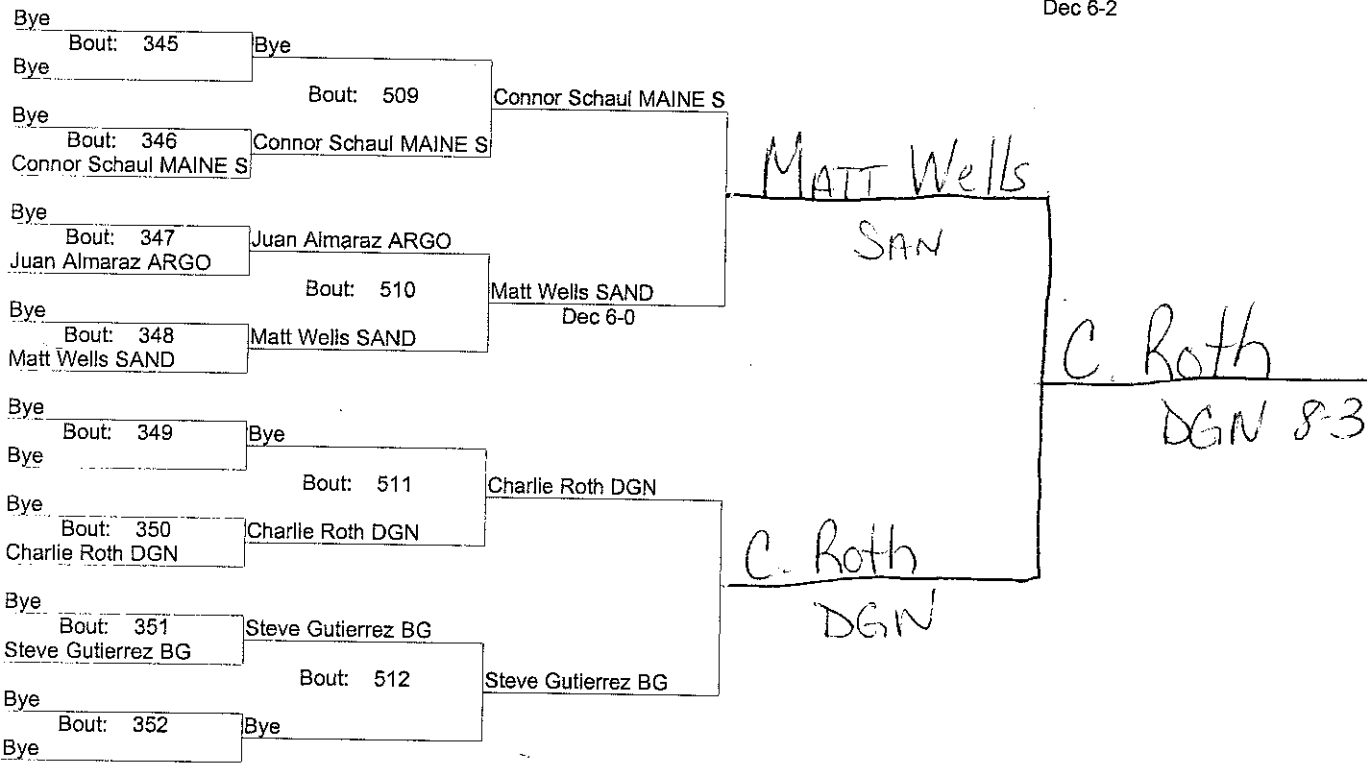 Dec 6-2
Bye
Bout: 345
Bye
Bye
Bout: 509
Connor Schaul MAINE S
Bye
Bout: 346
Connor Schaul MAINE S
Connor Schaul MAINE S
MATT Wells
SAN
Bye
Bout: 347
Juan Almaraz ARGO
Juan Almaraz ARGO
Bout: 510
Matt Wells SAND
Dec 6-0
Bye
Bout: 348
Matt Wells SAND
Matt Wells SAND
C. Roth
DGN 8-3
Bye
Bout: 349
Bye
Bye
Bout: 511
Charlie Roth DGN
Bye
Bout: 350
Charlie Roth DGN
Charlie Roth DGN
C. Roth
DGN
Bye
Bout: 351
Steve Gutierrez BG
Steve Gutierrez BG
Bout: 512
Steve Gutierrez BG
Bye
Bout: 352
Bye
Bye